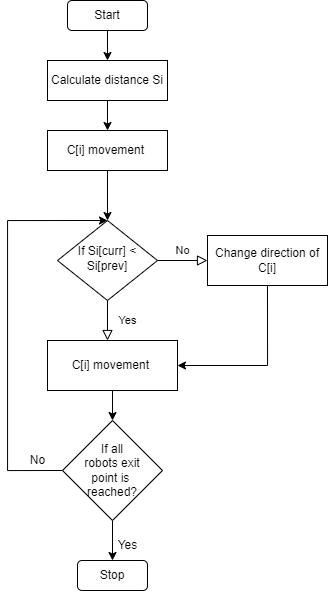 Start
Calculate distance Si
C[i] movement
If Si[curr] <
Si[prev]
No
Change direction of
C[i]
Yes
C[i] movement
If all
robots exit
point is
reached?
No
Yes
Stop